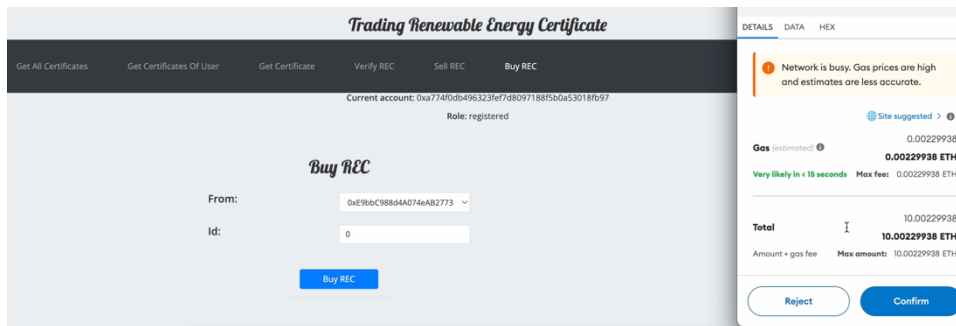 Trading Renewable Energy Certificate
Get All Certificates Get Certificates Of User Get Certificate Verify REC Sell REC Buy REC
Current account: 0xa774f0db496323fef7d8097188f5b0a53018fb97
Role: registered
Buy REC
From: 0xE9bbC988d4A074eAB2773
Id: 0
Buy REC
DETAILS DATA HEX
Network is busy. Gas prices are high
and estimates are less accurate.
Site suggested >
0.00229938
Gas (estimated) 0.00229938 ETH
Very likely in < 15 seconds Max fee: 0.00229938 ETH
10.00229938
Total 10.00229938 ETH
Amount + gas fee Max amount: 10.00229938 ETH
Reject Confirm